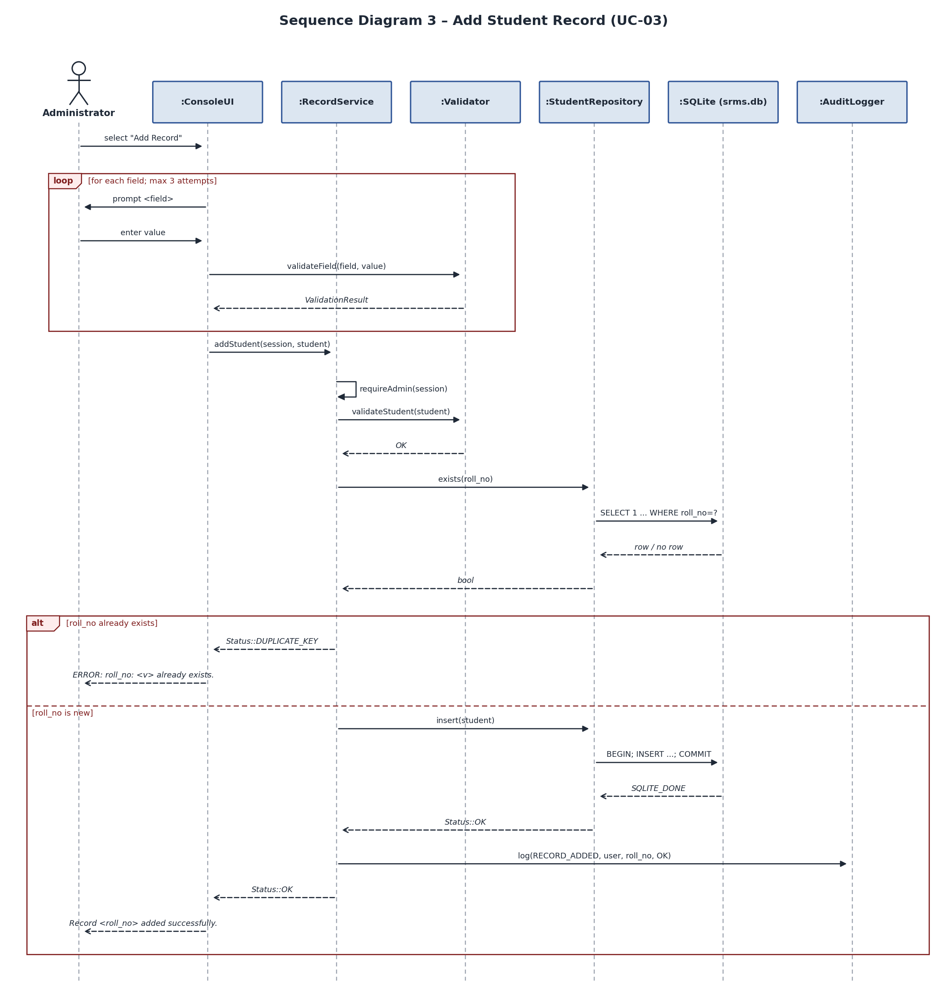 Sequence Diagram 3 – Add Student Record (UC-03)
Administrator
:ConsoleUI
:RecordService
:Validator
:StudentRepository
:SQLite (srms.db)
:AuditLogger
select "Add Record"
loop
[for each field; max 3 attempts]
prompt <field>
enter value
validateField(field, value)
ValidationResult
addStudent(session, student)
requireAdmin(session)
validateStudent(student)
OK
exists(roll_no)
SELECT 1 ... WHERE roll_no=?
row / no row
bool
alt
[roll_no already exists]
Status::DUPLICATE_KEY
ERROR: roll_no: <v> already exists.
[roll_no is new]
insert(student)
BEGIN; INSERT ...; COMMIT
SQLITE_DONE
Status::OK
log(RECORD_ADDED, user, roll_no, OK)
Status::OK
Record <roll_no> added successfully.